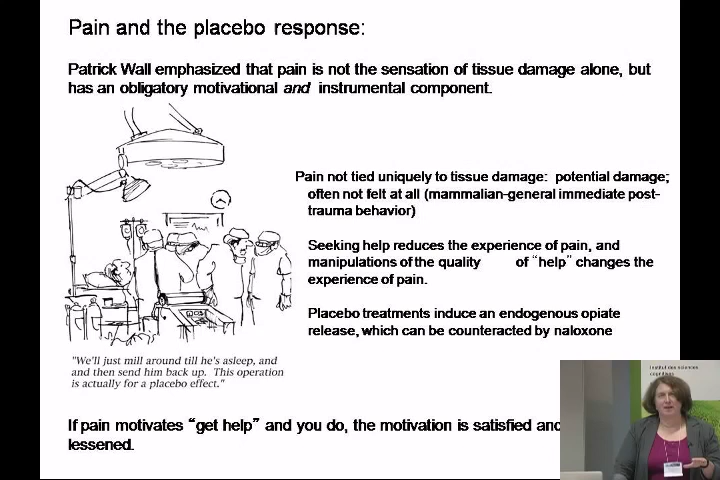 Pain and the placebo response:
Patrick Wall emphasized that pain is not the sensation of tissue damage alone, but
has an obligatory motivational and instrumental component.
Pain not tied uniquely to tissue damage: potential damage;
often not felt at all (mammalian-general immediate post-
trauma behavior)
Seeking help reduces the experience of pain, and
manipulations of the quality of “help” changes the
experience of pain.
Placebo treatments induce an endogenous opiate
release, which can be counteracted by naloxone
"We'll just mill around till he's asleep, and
and then send him back up. This operation
is actually for a placebo effect."
If pain motivates “get help” and you do, the motivation is satisfied and
lessened.
Institut des sciences
cognitives